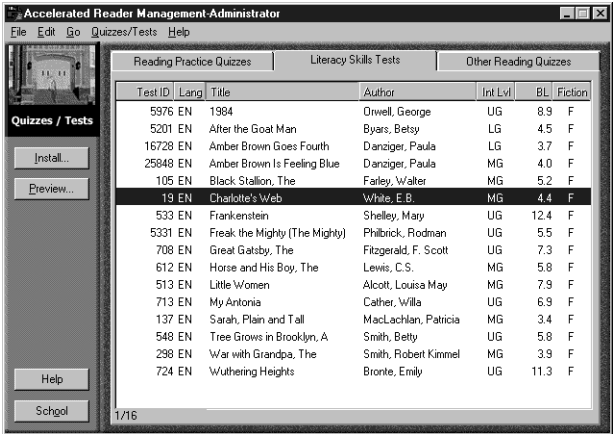 Accelerated Reader Management-Administrator
File Edit Go Quizzes/Tests Help
Reading Practice Quizzes Literacy Skills Tests Other Reading Quizzes
Quizzes / Tests
Install...
Preview...
Test ID Lang Title Author Int Lvl BL Fiction
5976 EN 1984 Orwell, George UG 8.9 F
5201 EN After the Goat Man Byars, Betsy LG 4.5 F
16728 EN Amber Brown Goes Fourth Danziger, Paula LG 3.7 F
25848 EN Amber Brown Is Feeling Blue Danziger, Paula MG 4.0 F
105 EN Black Stallion, The Farley, Walter MG 5.2 F
19 EN Charlotte's Web White, E.B. MG 4.4 F
533 EN Frankenstein Shelley, Mary UG 12.4 F
5331 EN Freak the Mighty (The Mighty) Philbrick, Rodman UG 5.5 F
708 EN Great Gatsby, The Fitzgerald, F. Scott UG 7.3 F
612 EN Horse and His Boy, The Lewis, C.S. MG 5.8 F
513 EN Little Women Alcott, Louisa May MG 7.9 F
713 EN My Antonia Cather, Willa UG 6.9 F
137 EN Sarah, Plain and Tall MacLachlan, Patricia MG 3.4 F
548 EN Tree Grows in Brooklyn, A Smith, Betty UG 5.8 F
298 EN War with Grandpa, The Smith, Robert Kimmel MG 3.9 F
724 EN Wuthering Heights Bronte, Emily UG 11.3 F
Help
School
1/16